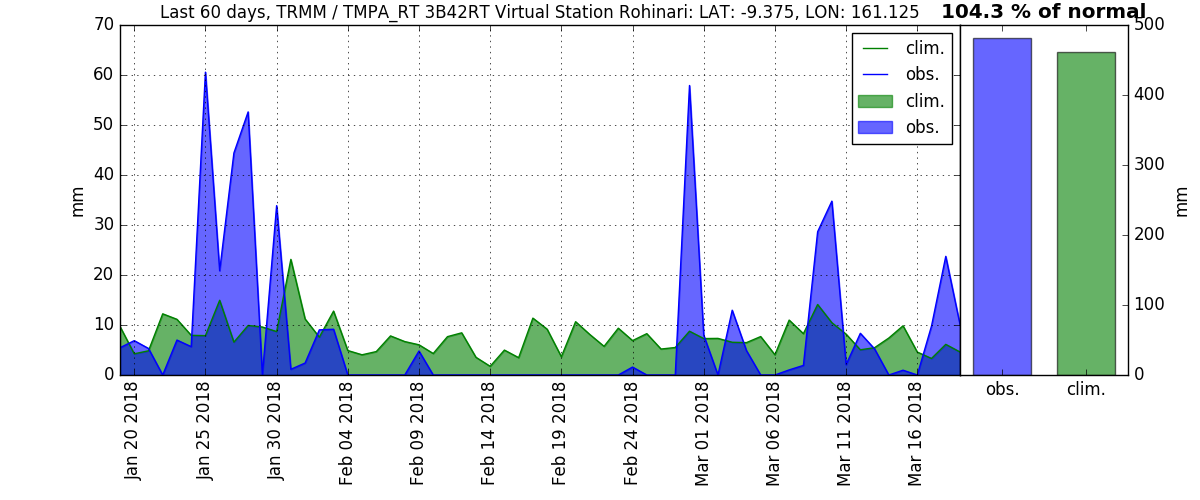 Last 60 days, TRMM / TMPA_RT 3B42RT Virtual Station Rohinari: LAT: -9.375, LON: 161.125
104.3 % of normal
70
60
50
40
30
20
10
0
mm
clim.
obs.
clim.
obs.
500
400
300
200
100
0
mm
Jan 20 2018
Jan 25 2018
Jan 30 2018
Feb 04 2018
Feb 09 2018
Feb 14 2018
Feb 19 2018
Feb 24 2018
Mar 01 2018
Mar 06 2018
Mar 11 2018
Mar 16 2018
obs.
clim.